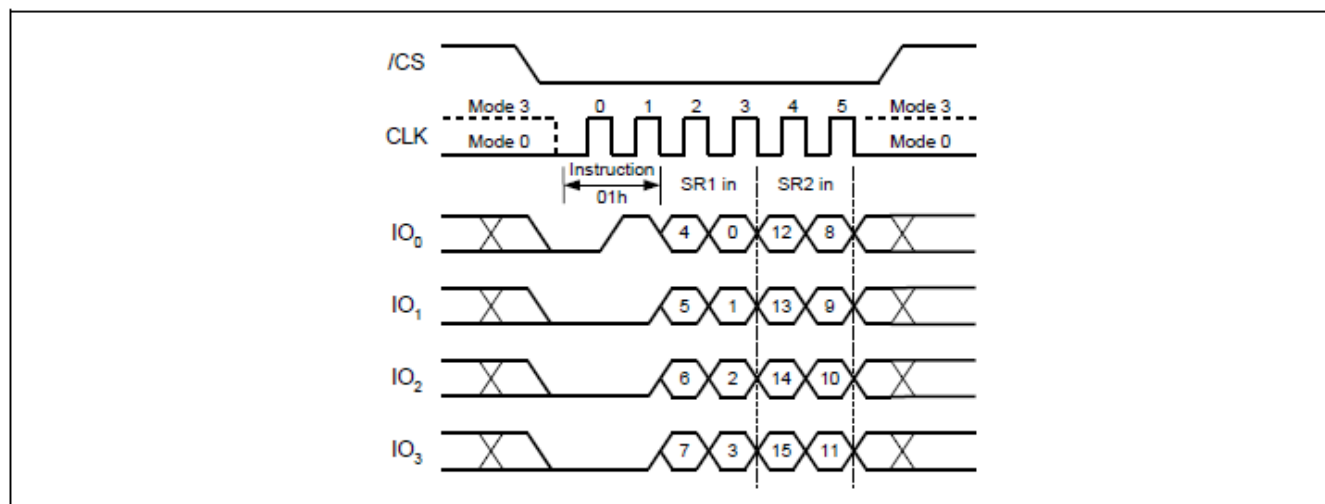 /CS
Mode 3 0 1 2 3 4 5 Mode 3
CLK Mode 0 Mode 0
Instruction
01h SR1 in SR2 in
IO0 4 0 12 8
IO1 5 1 13 9
IO2 6 2 14 10
IO3 7 3 15 11